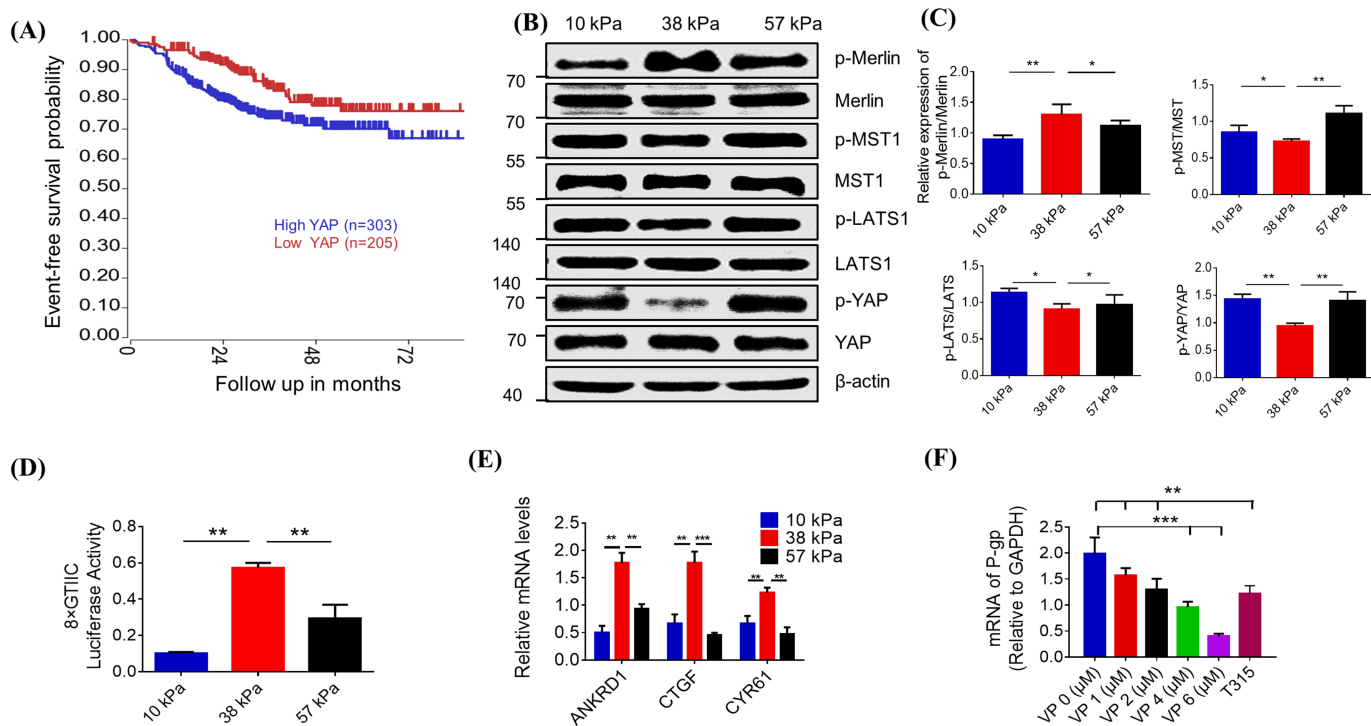 (A)
1.00
0.90
0.80
0.70
0.60
0.50
0.40
0.30
0.20
0.10
0.00
Event-free survival probability
High YAP (n=303)
Low YAP (n=205)
0
24
48
72
Follow up in months
(B)
10 kPa
38 kPa
57 kPa
p-Merlin
70
Merlin
70
p-MST1
55
MST1
55
p-LATS1
140
LATS1
140
p-YAP
70
YAP
70
β-actin
40
(C)
Relative expression of
p-Merlin/Merlin
2.0
1.5
1.0
0.5
0.0
**
*
10 kPa
38 kPa
57 kPa
p-MST/MST
1.5
1.0
0.5
0.0
*
**
10 kPa
38 kPa
57 kPa
p-LATS/LATS
1.5
1.0
0.5
0.0
*
*
10 kPa
38 kPa
57 kPa
p-YAP/YAP
2.0
1.5
1.0
0.5
0.0
**
**
10 kPa
38 kPa
57 kPa
(D)
8×GTIIC
Luciferase Activity
0.8
0.6
0.4
0.2
0.0
**
**
10 kPa
38 kPa
57 kPa
(E)
Relative mRNA levels
2.5
2.0
1.5
1.0
0.5
0.0
10 kPa
38 kPa
57 kPa
**
**
**
***
**
**
ANKRD1
CTGF
CYR61
(F)
mRNA of P-gp
(Relative to GAPDH)
2.5
2.0
1.5
1.0
0.5
0.0
**
***
VP 0 (μM)
VP 1 (μM)
VP 2 (μM)
VP 4 (μM)
VP 6 (μM)
T315